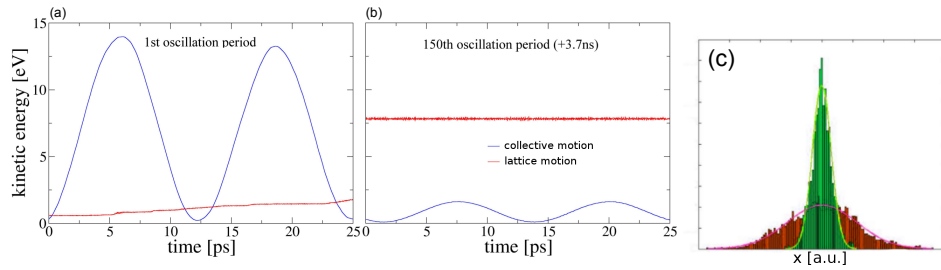 (a)
15
10
5
0
kinetic energy [eV]
1st oscillation period
0 5 10 15 20 25
time [ps]
(b)
150th oscillation period (+3.7ns)
collective motion
lattice motion
5 10 15 20 25
time [ps]
(c)
x [a.u.]